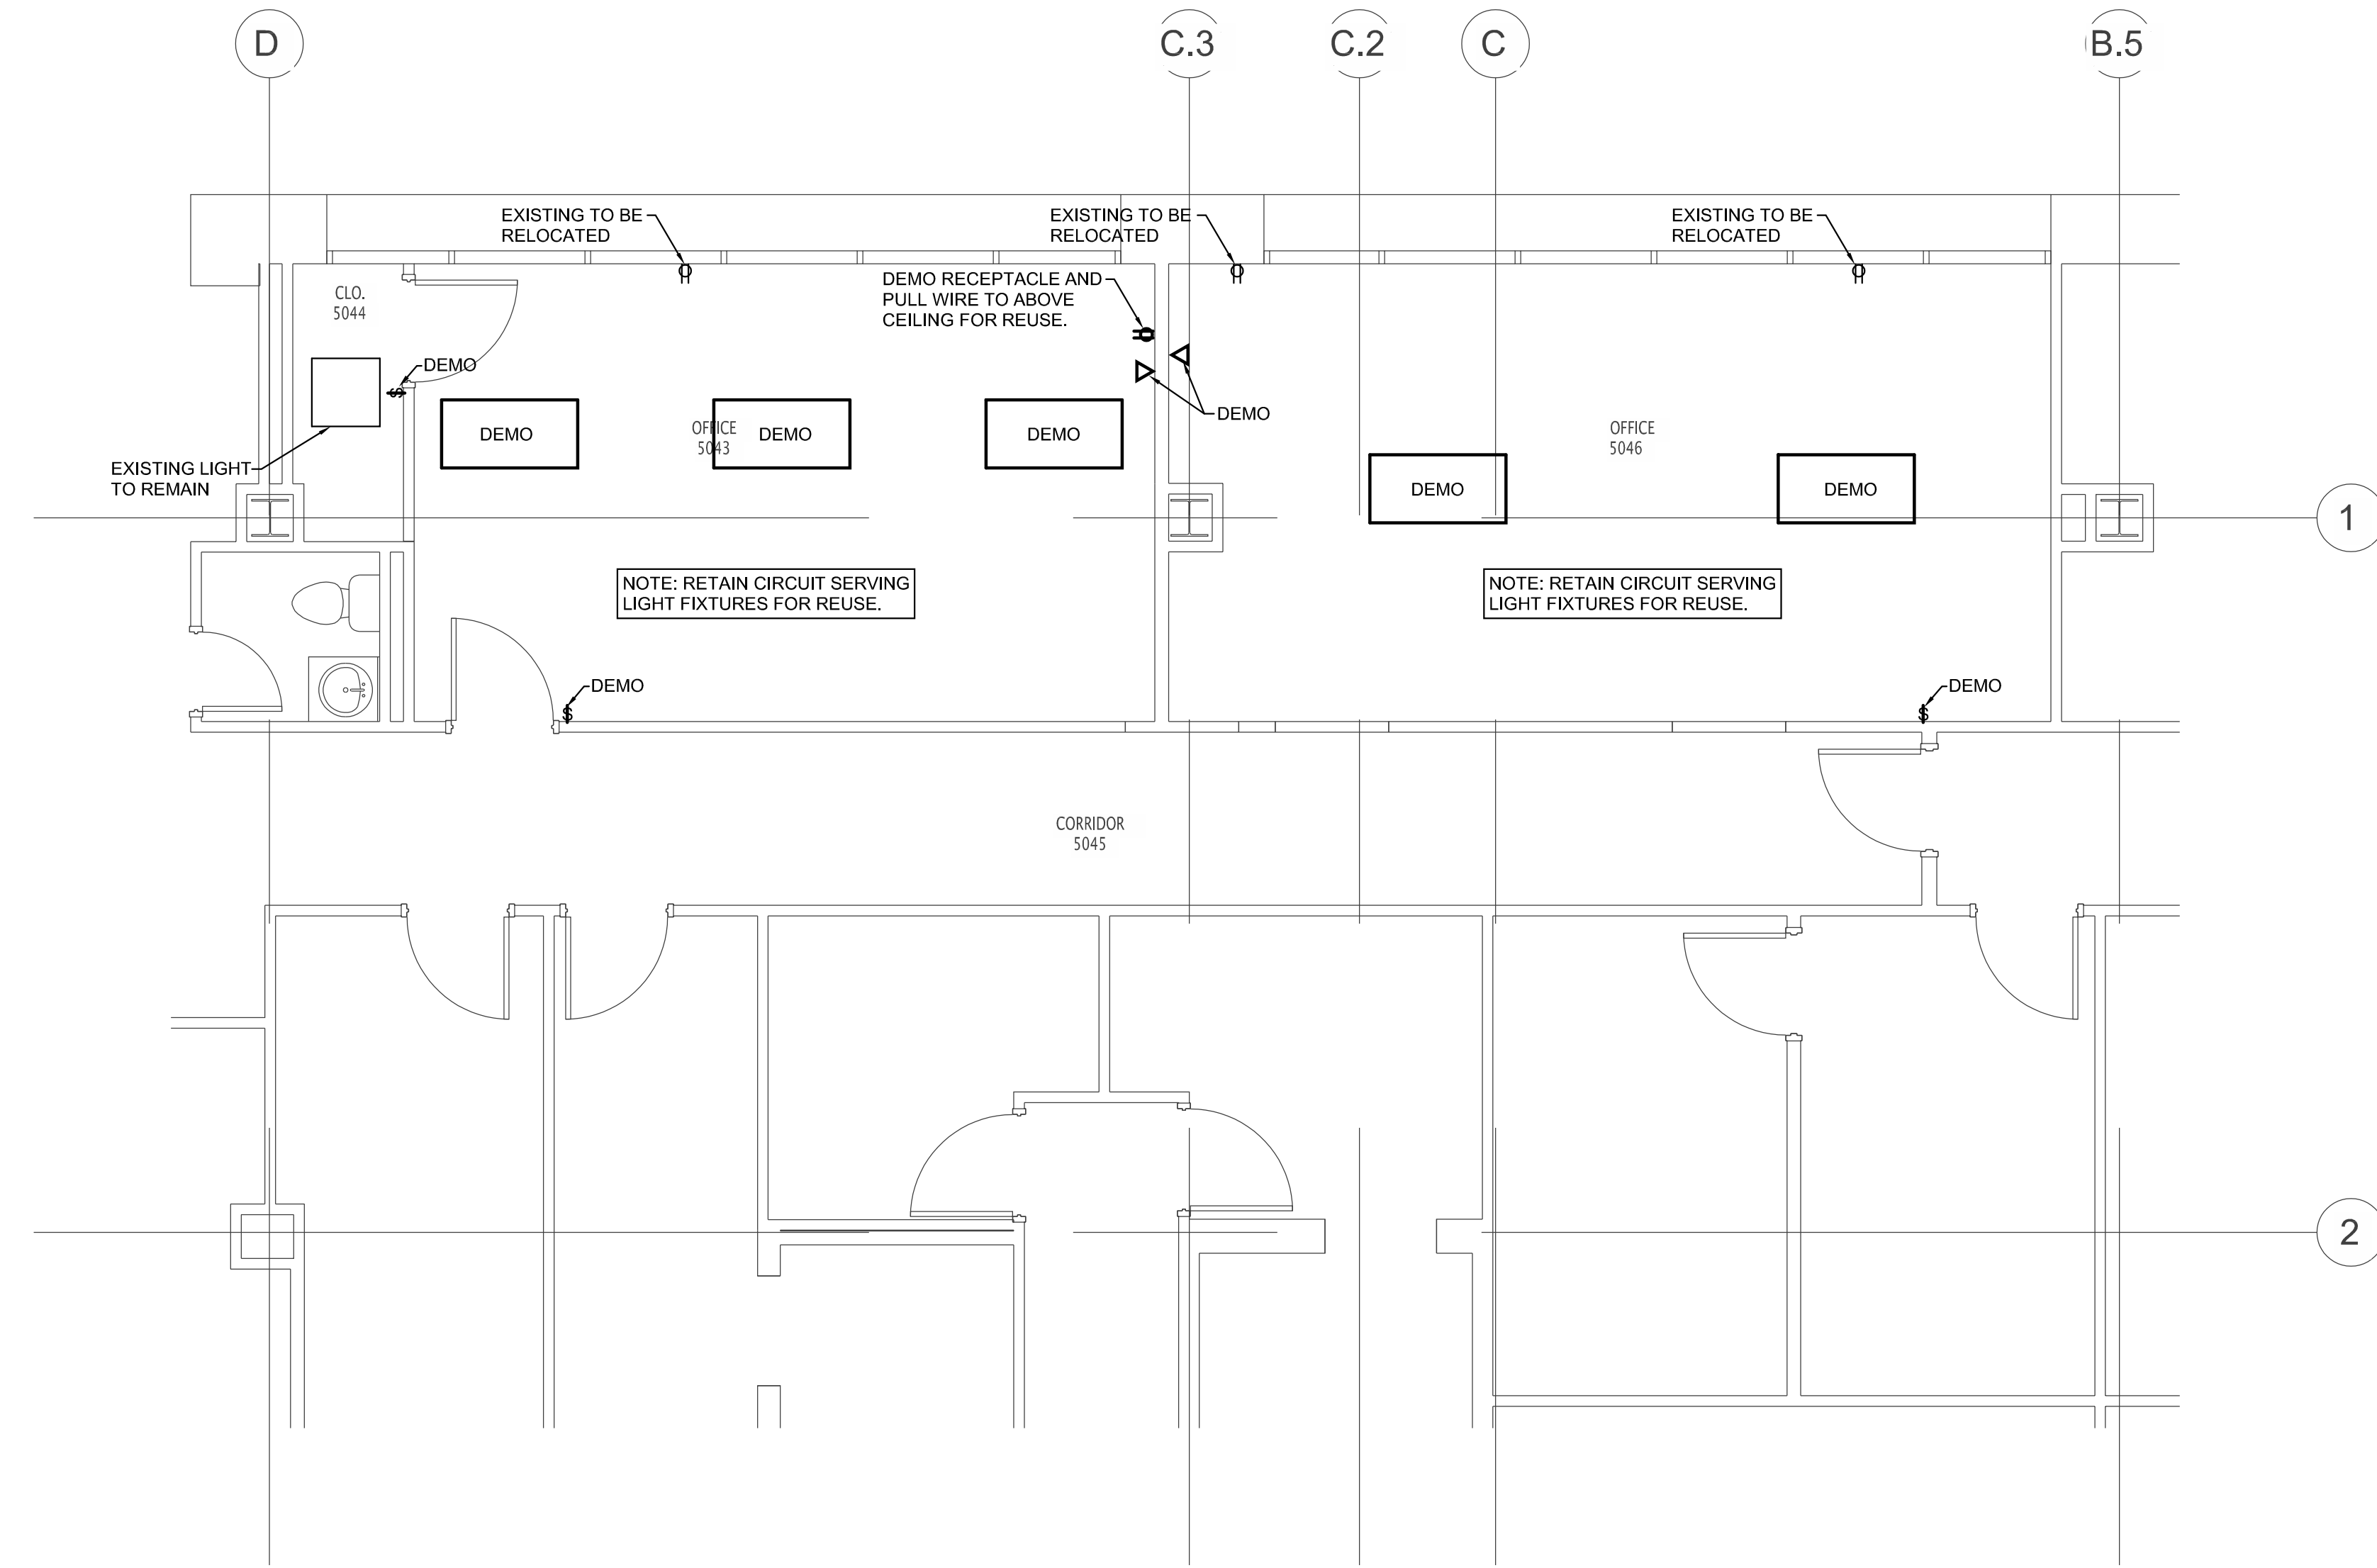 D
C.3
C.2
C
B.5
EXISTING TO BE
RELOCATED
EXISTING TO BE
RELOCATED
EXISTING TO BE
RELOCATED
DEMO RECEPTACLE AND
PULL WIRE TO ABOVE
CEILING FOR REUSE.
CLO.
5044
DEMO
$
DEMO
OFFICE
5043
DEMO
DEMO
DEMO
OFFICE
5046
DEMO
DEMO
EXISTING LIGHT
TO REMAIN
1
NOTE: RETAIN CIRCUIT SERVING
LIGHT FIXTURES FOR REUSE.
NOTE: RETAIN CIRCUIT SERVING
LIGHT FIXTURES FOR REUSE.
DEMO
$
DEMO
$
CORRIDOR
5045
2